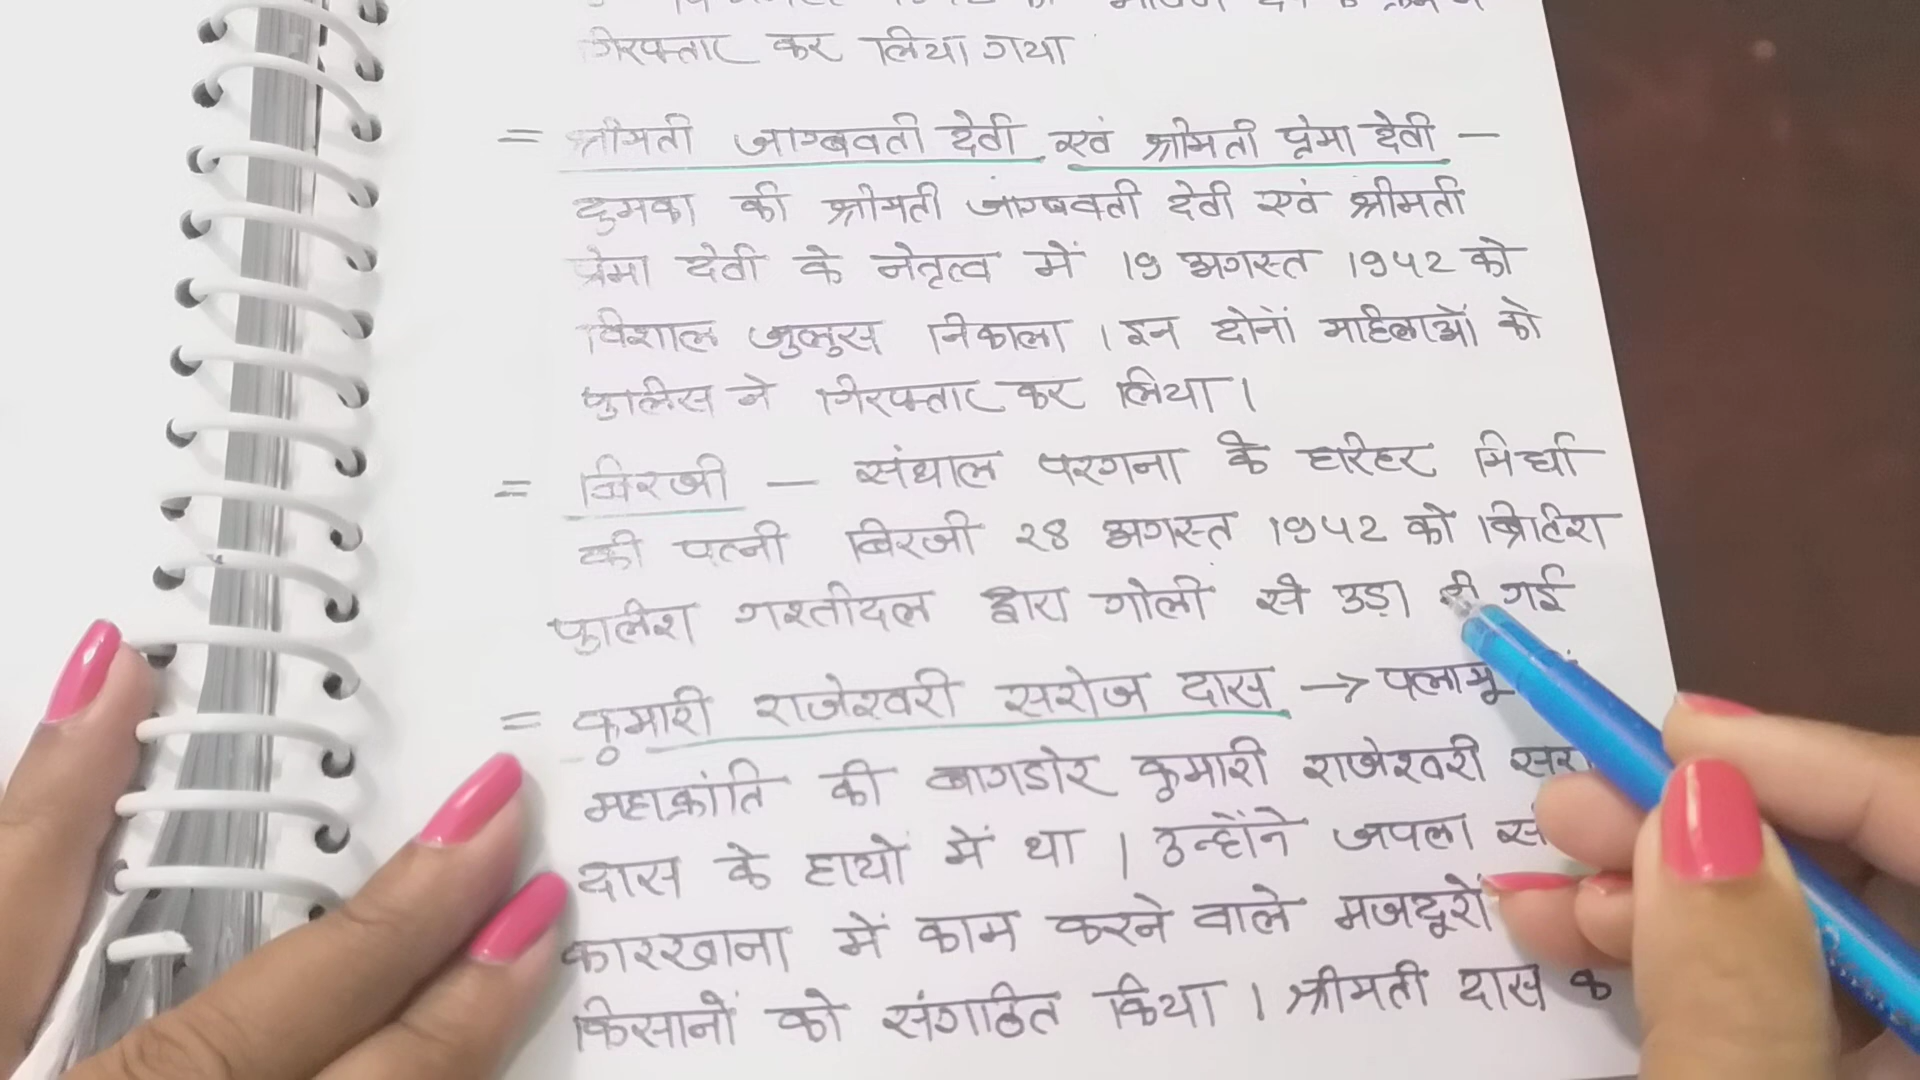 गिरफ्तार कर लिया गया
= श्रीमती जाम्बवती देवी एवं श्रीमती प्रेमा देवी —
दुमका की श्रीमती जाम्बवती देवी एवं श्रीमती
प्रेमा देवी के नेतृत्व में 19 अगस्त 1942 को
विशाल जुलुस निकाला । इन दोनों महिलाओं को
पुलिस ने गिरफ्तार कर लिया ।
= बिरजी — संथाल परगना के हरिहर मिर्धा
की पत्नी बिरजी 28 अगस्त 1942 को ब्रिटिश
पुलिश गश्तीदल द्वारा गोली से उड़ा दी गई
= कुमारी राजेश्वरी सरोज दास → पलामू
महाक्रांति की बागडोर कुमारी राजेश्वरी
दास के हाथों में था । उन्होंने जपला
कारखाना में काम करने वाले मजदूरों
किसानों को संगठित किया । श्रीमती दास